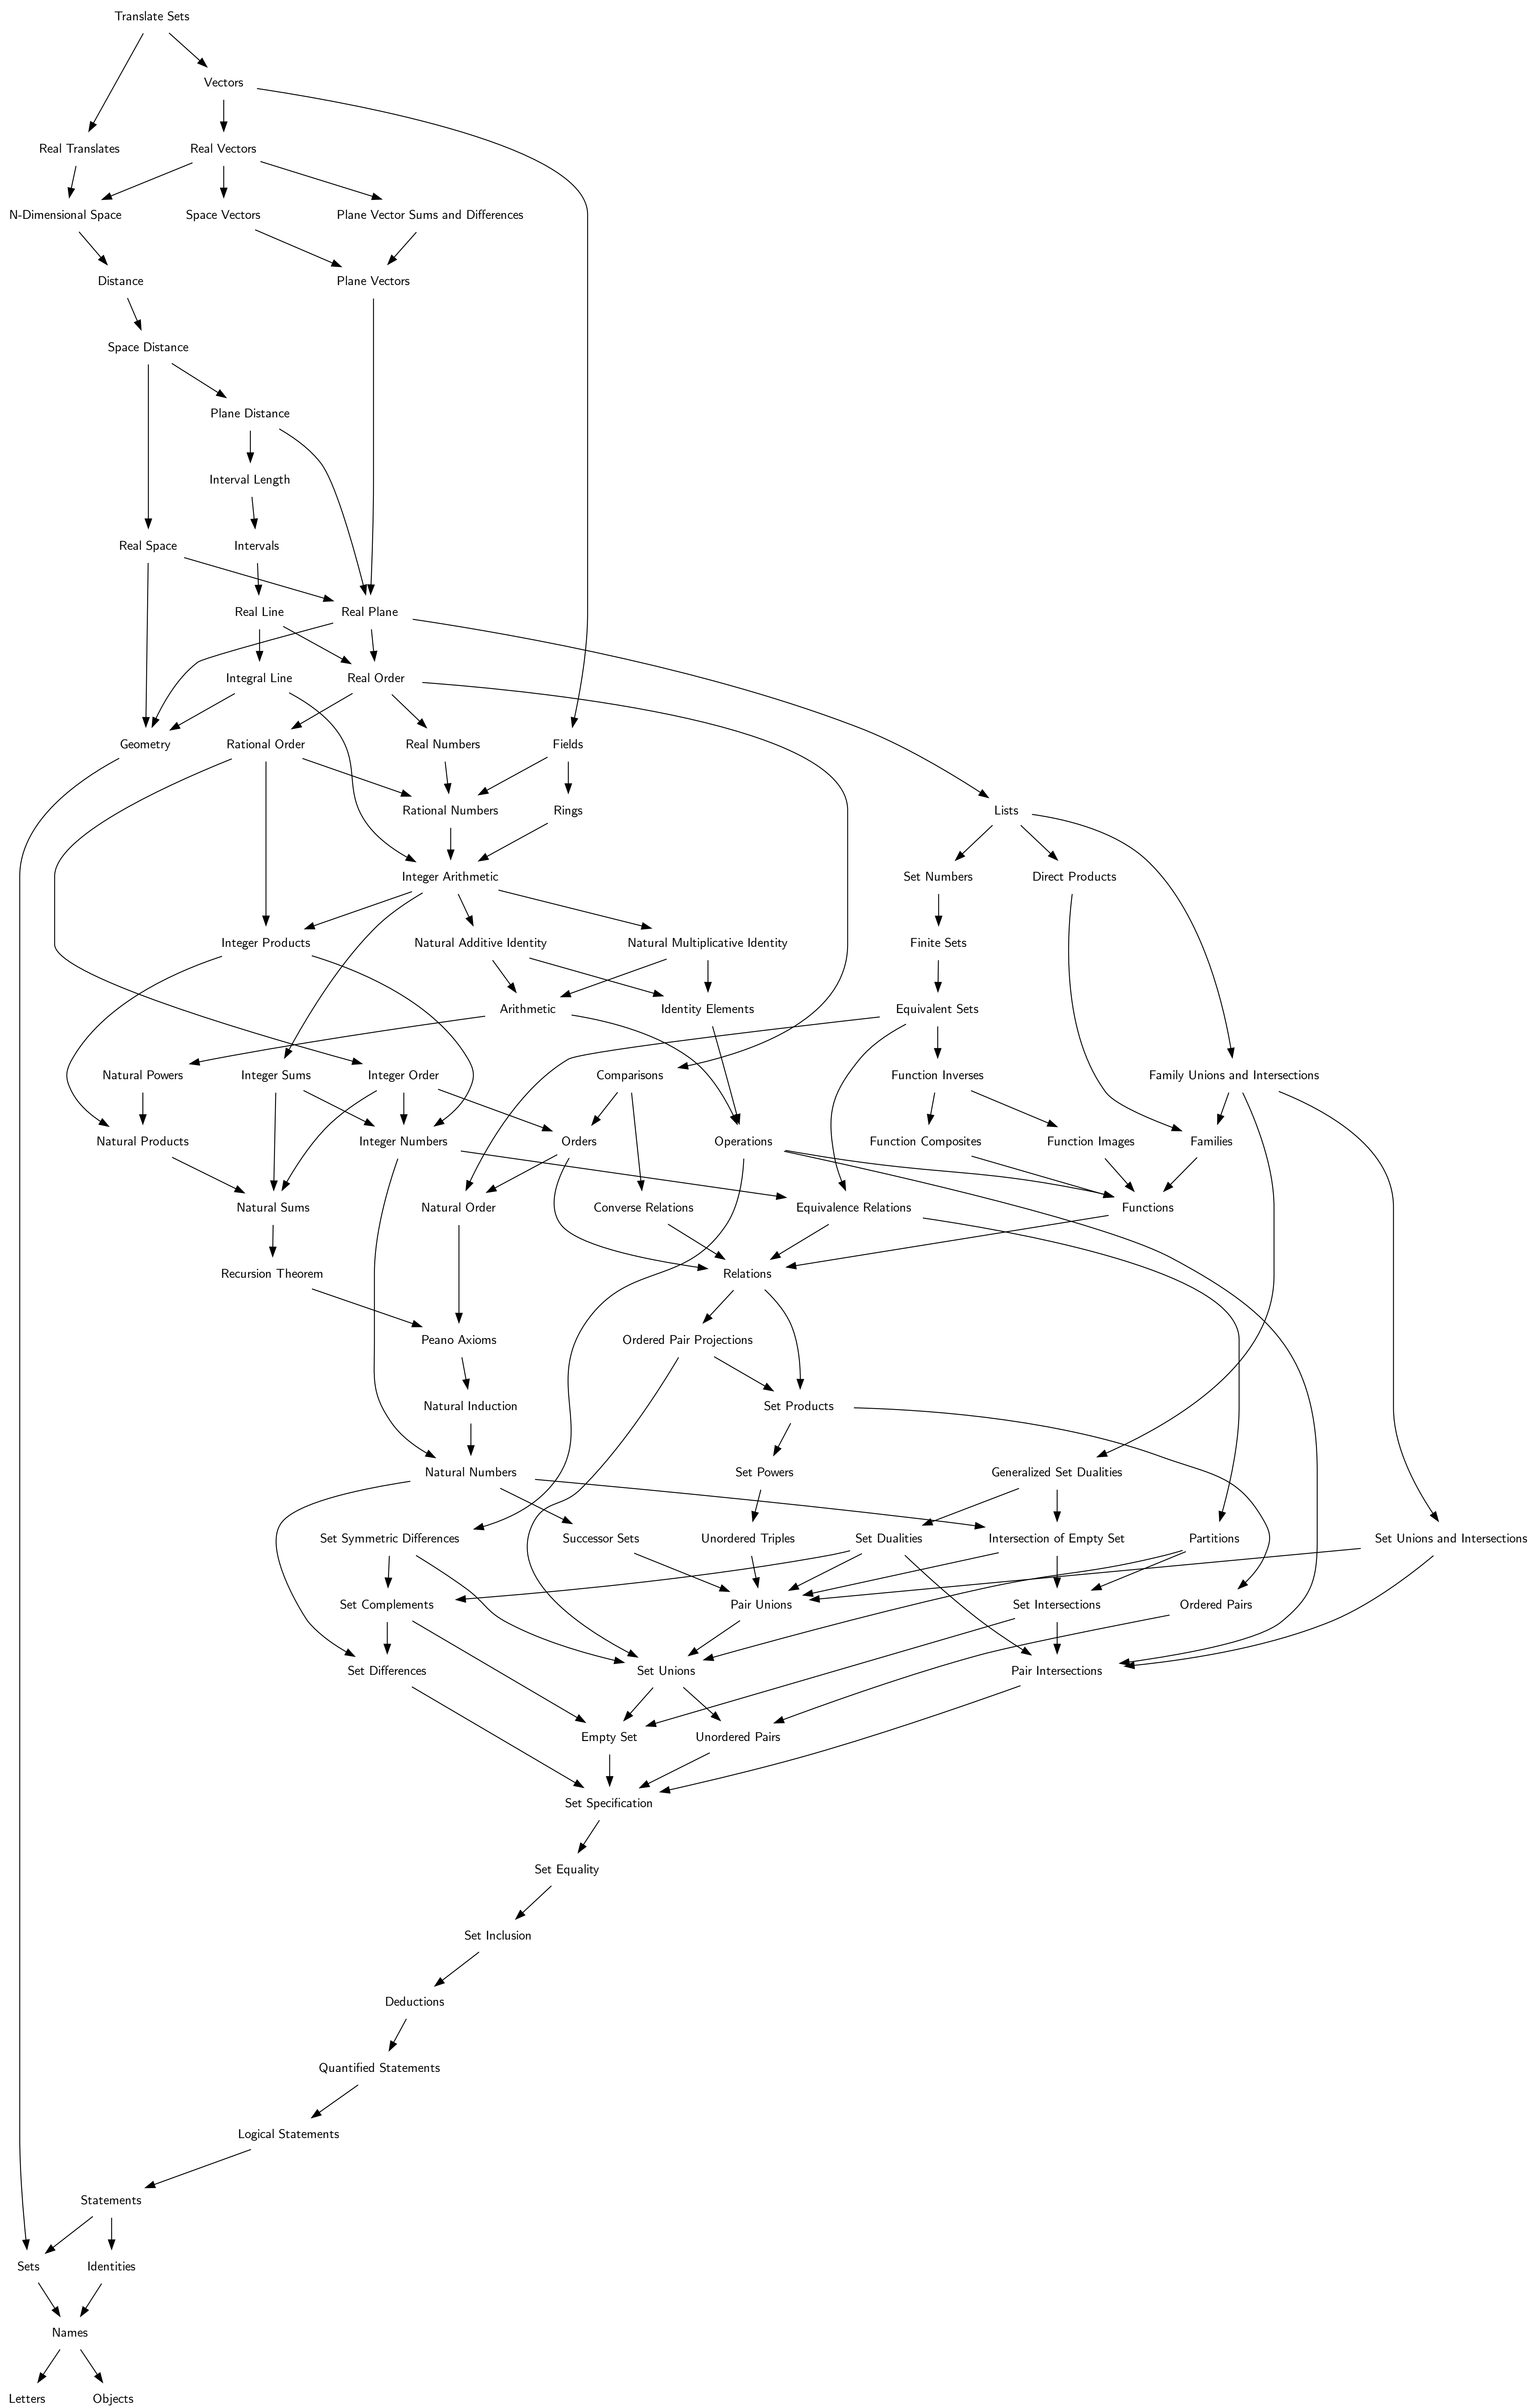 Translate Sets
Vectors
Real Translates
Real Vectors
N-Dimensional Space
Space Vectors
Plane Vector Sums and Differences
Distance
Plane Vectors
Space Distance
Plane Distance
Interval Length
Real Space
Intervals
Real Line
Real Plane
Integral Line
Real Order
Geometry
Rational Order
Real Numbers
Fields
Rational Numbers
Rings
Lists
Integer Arithmetic
Set Numbers
Direct Products
Integer Products
Natural Additive Identity
Natural Multiplicative Identity
Finite Sets
Arithmetic
Identity Elements
Equivalent Sets
Natural Powers
Integer Sums
Integer Order
Comparisons
Function Inverses
Family Unions and Intersections
Natural Products
Integer Numbers
Orders
Operations
Function Composites
Function Images
Families
Natural Sums
Natural Order
Converse Relations
Equivalence Relations
Functions
Recursion Theorem
Relations
Peano Axioms
Ordered Pair Projections
Natural Induction
Set Products
Natural Numbers
Set Powers
Generalized Set Dualities
Set Symmetric Differences
Successor Sets
Unordered Triples
Set Dualities
Intersection of Empty Set
Partitions
Set Unions and Intersections
Set Complements
Pair Unions
Set Intersections
Ordered Pairs
Set Differences
Set Unions
Pair Intersections
Empty Set
Unordered Pairs
Set Specification
Set Equality
Set Inclusion
Deductions
Quantified Statements
Logical Statements
Statements
Sets
Identities
Names
Letters
Objects